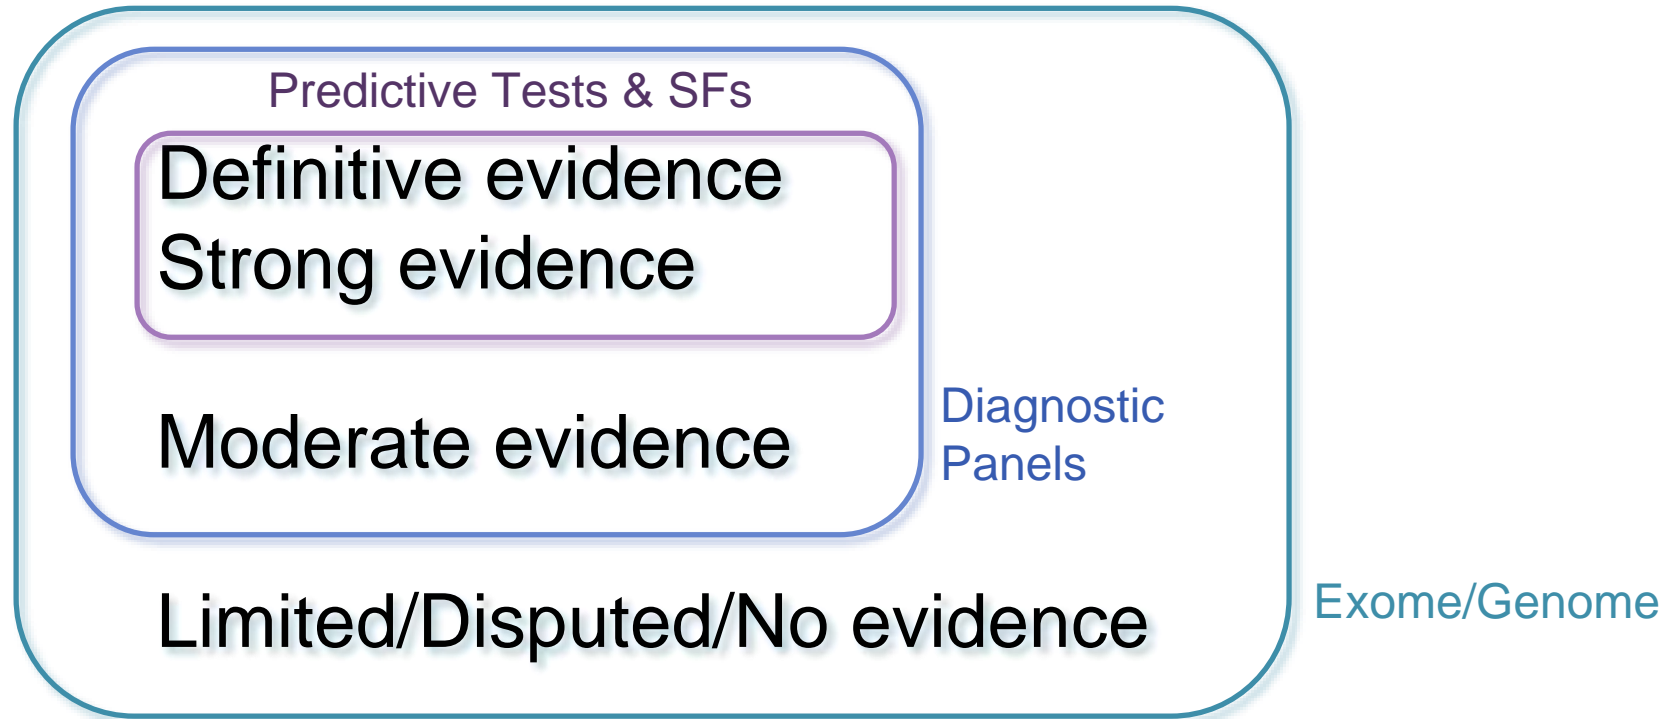 Predictive Tests & SFs
Definitive evidence
Strong evidence
Moderate evidence
Diagnostic
Panels
Limited/Disputed/No evidence
Exome/Genome